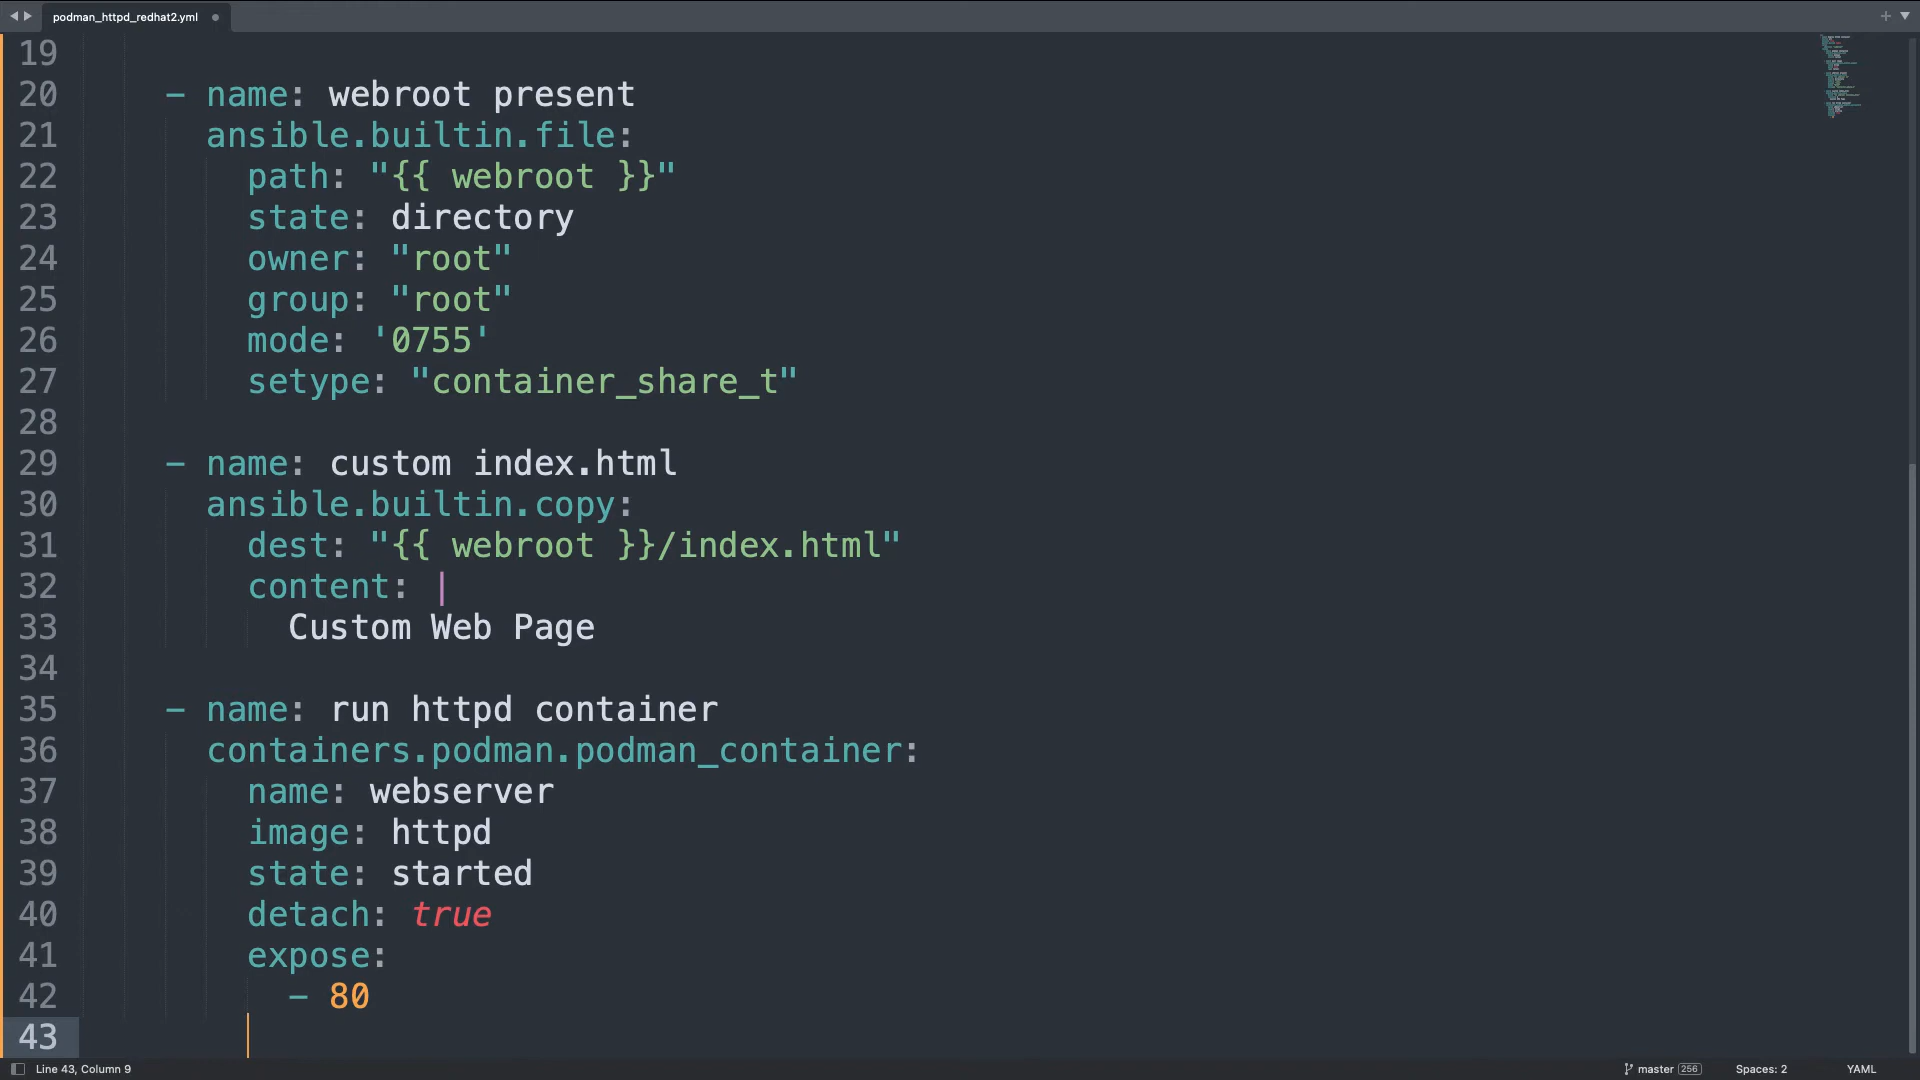 podman_httpd_redhat2.yml
19
20 - name: webroot present
21 ansible.builtin.file:
22 path: "{{ webroot }}"
23 state: directory
24 owner: "root"
25 group: "root"
26 mode: '0755'
27 setype: "container_share_t"
28
29 - name: custom index.html
30 ansible.builtin.copy:
31 dest: "{{ webroot }}/index.html"
32 content: |
33 Custom Web Page
34
35 - name: run httpd container
36 containers.podman.podman_container:
37 name: webserver
38 image: httpd
39 state: started
40 detach: true
41 expose:
42 - 80
43
Line 43, Column 9 master 256 Spaces: 2 YAML